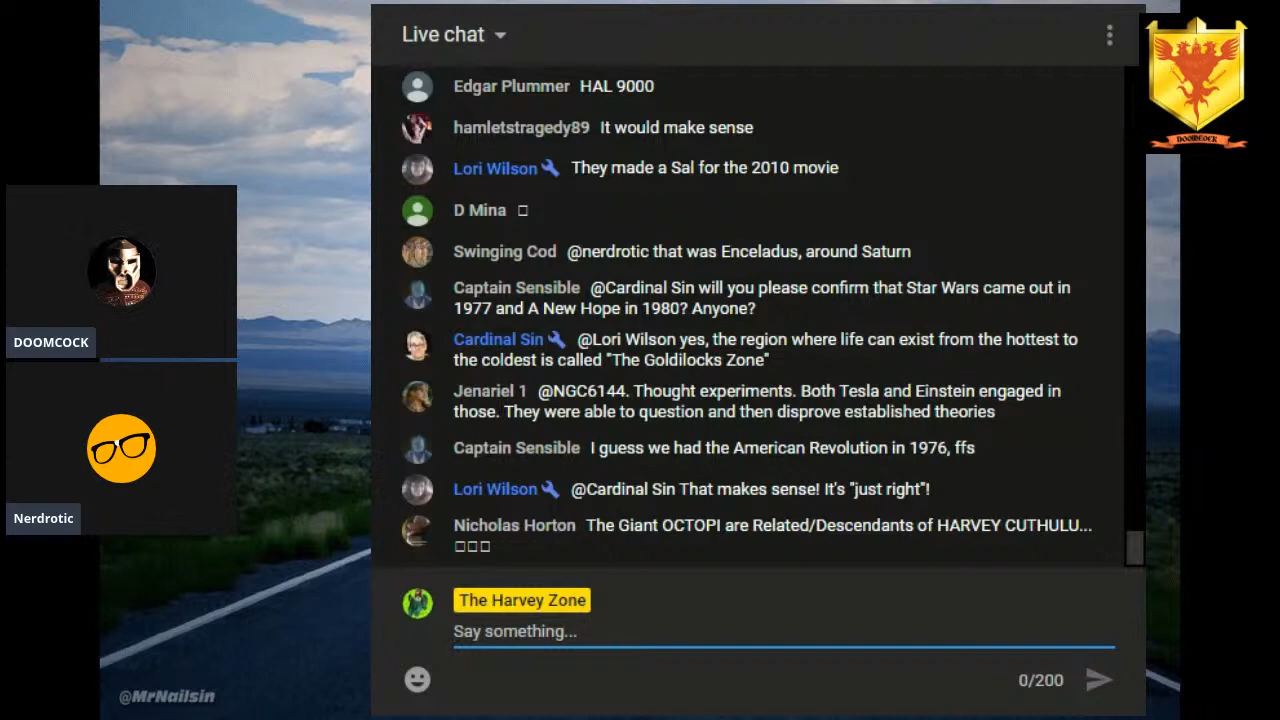 Live chat
Edgar Plummer HAL 9000
hamletstragedy89 It would make sense
Lori Wilson They made a Sal for the 2010 movie
D Mina
Swinging Cod @nerdrotic that was Enceladus, around Saturn
Captain Sensible @Cardinal Sin will you please confirm that Star Wars came out in
1977 and A New Hope in 1980? Anyone?
Cardinal Sin @Lori Wilson yes, the region where life can exist from the hottest to
the coldest is called "The Goldilocks Zone"
Jenariel 1 @NGC6144. Thought experiments. Both Tesla and Einstein engaged in
those. They were able to question and then disprove established theories
Captain Sensible I guess we had the American Revolution in 1976, ffs
Lori Wilson @Cardinal Sin That makes sense! It's "just right"!
Nicholas Horton The Giant OCTOPI are Related/Descendants of HARVEY CUTHULU...
The Harvey Zone
Say something...
0/200
DOOMCOCK
Nerdrotic
@MrNailsin
DOOMCOCK